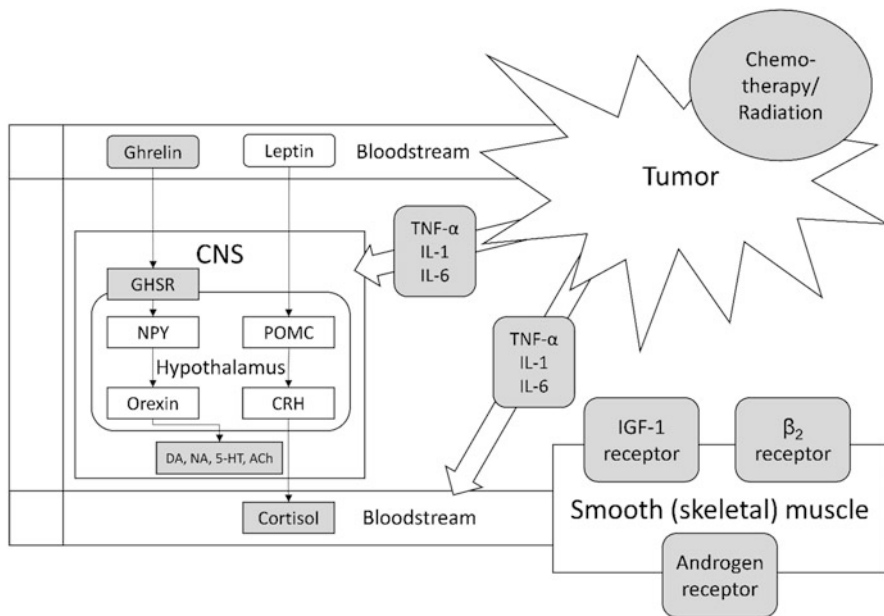 Chemo-
therapy/
Radiation
Ghrelin
Leptin
Bloodstream
Tumor
TNF-α
IL-1
IL-6
CNS
GHSR
NPY
POMC
Hypothalamus
Orexin
CRH
DA, NA, 5-HT, ACh
TNF-α
IL-1
IL-6
IGF-1
receptor
β₂
receptor
Cortisol
Bloodstream
Smooth (skeletal) muscle
Androgen
receptor